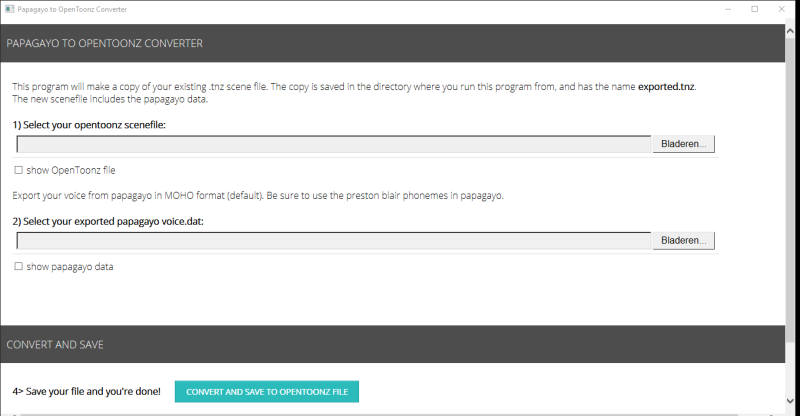 Papagayo to OpenToonz Converter
PAPAGAYO TO OPENTOONZ CONVERTER
This program will make a copy of your existing .tnz scene file. The copy is saved in the directory where you run this program from, and has the name exported.tnz.
The new scenefile includes the papagayo data.
1) Select your opentoonz scenefile:
Bladeren...
show OpenToonz file
Export your voice from papagayo in MOHO format (default). Be sure to use the preston blair phonemes in papagayo.
2) Select your exported papagayo voice.dat:
Bladeren...
show papagayo data
CONVERT AND SAVE
4> Save your file and you're done!
CONVERT AND SAVE TO OPENTOONZ FILE